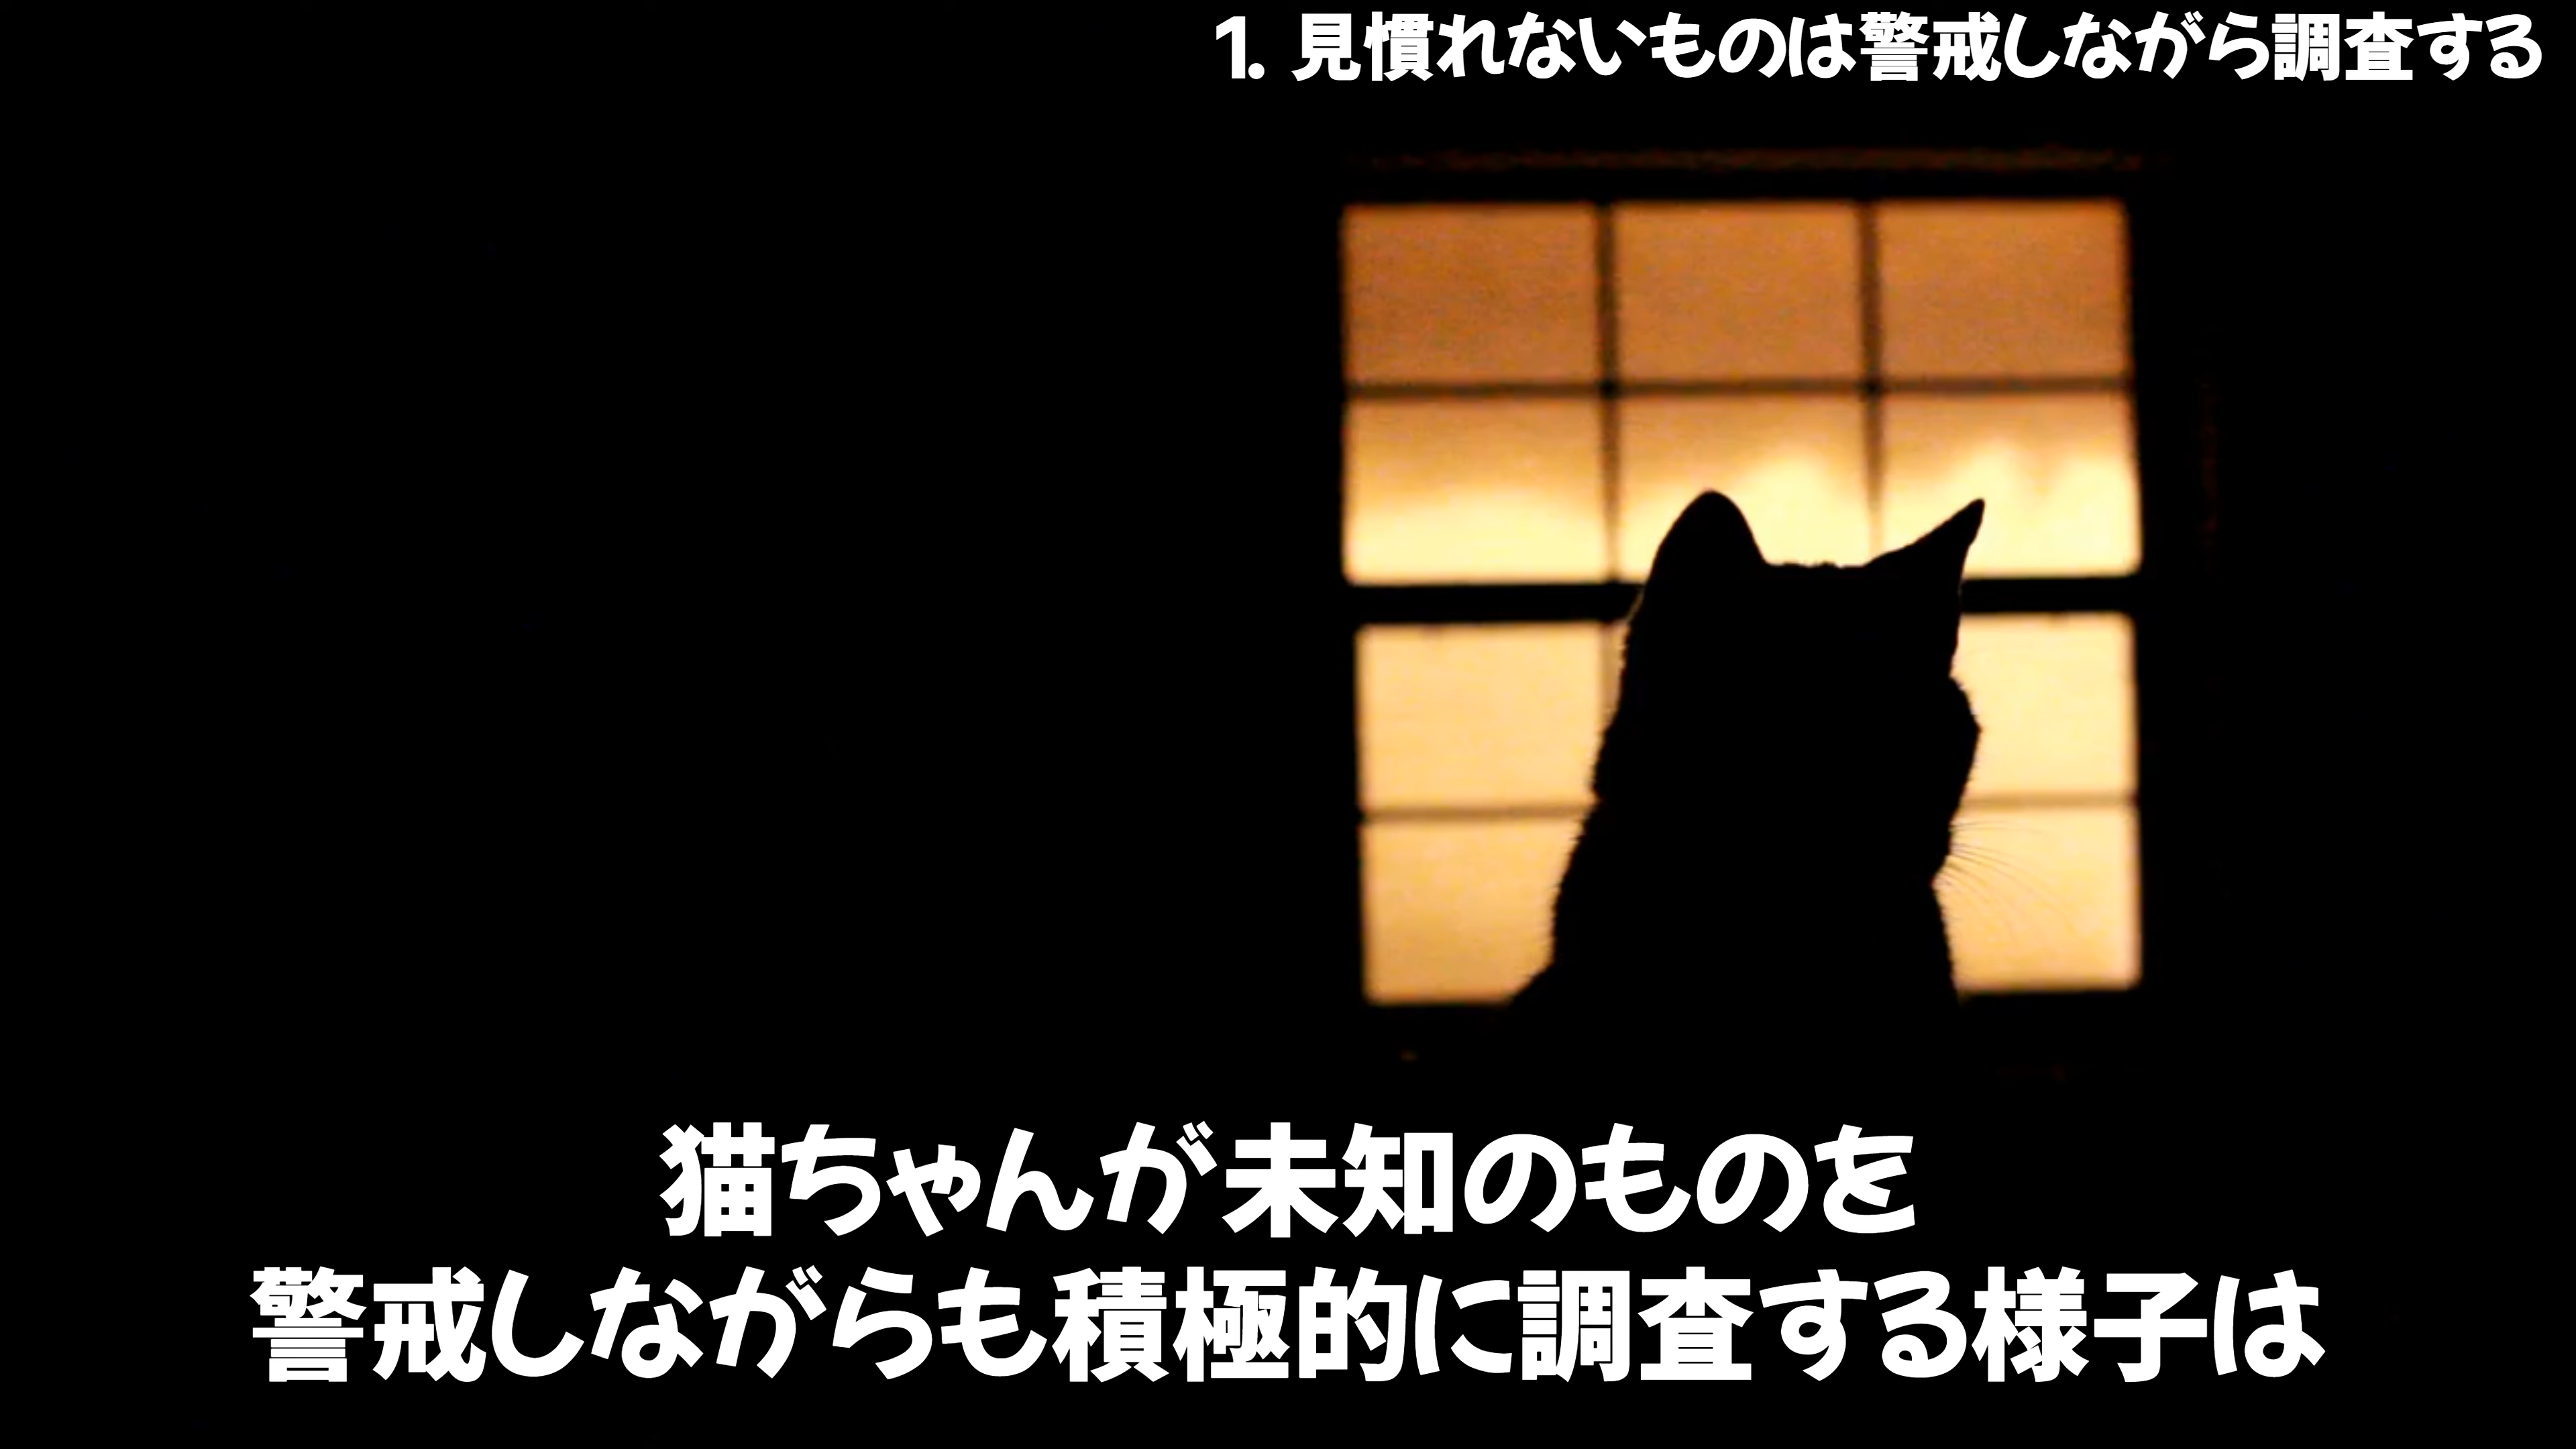 1. 見慣れないものは警戒しながら調査する
猫ちゃんが未知のものを
警戒しながらも積極的に調査する様子は